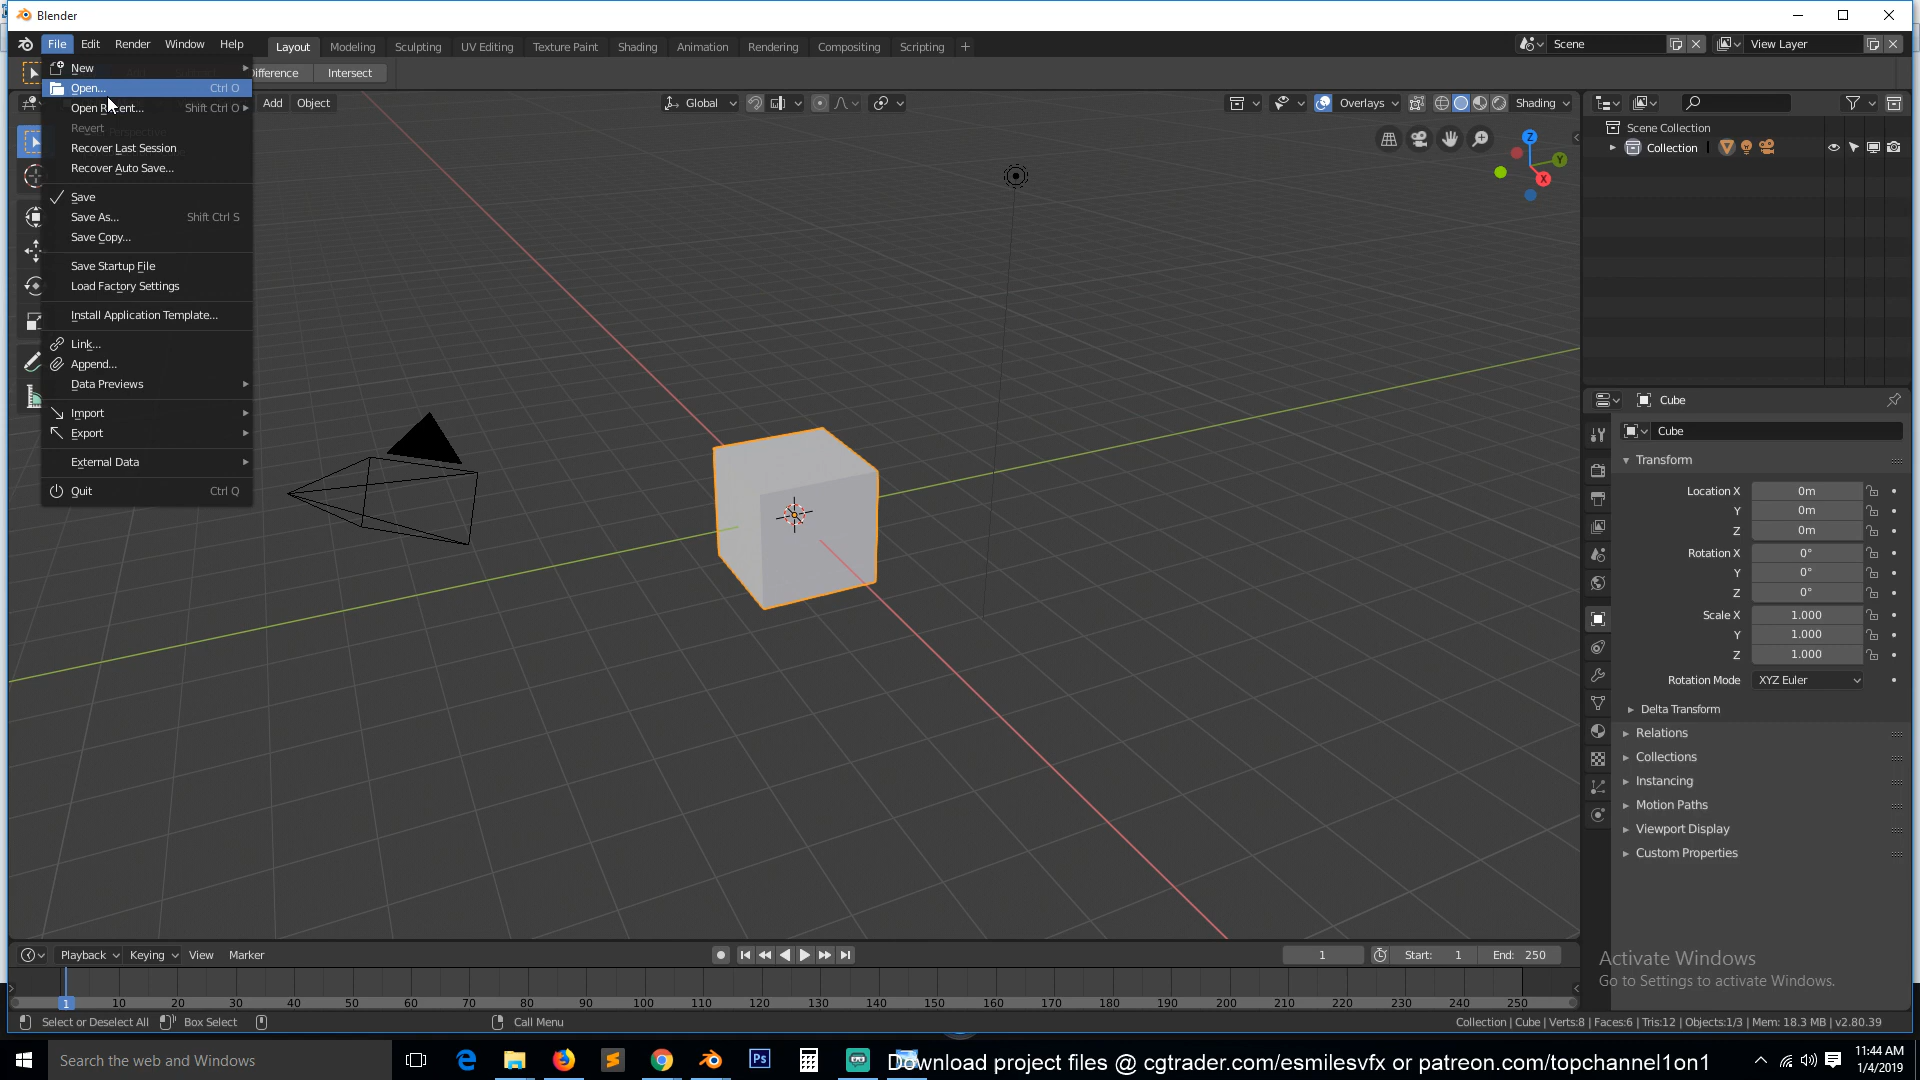 Blender
File Edit Render Window Help Layout Modeling Sculpting UV Editing Texture Paint Shading Animation Rendering Compositing Scripting + Scene View Layer
New
ifference Intersect
Open... Ctrl O
Open Recent... Shift Ctrl O
Add Object Global Overlays Shading
Revert
Recover Last Session
Recover Auto Save...
Save
Save As... Shift Ctrl S
Save Copy...
Save Startup File
Load Factory Settings
Install Application Template...
Link...
Append...
Data Previews
Import
Export
External Data
Quit Ctrl Q
Z
Y
X
Scene Collection
Collection
Cube
Cube
Transform
Location X 0m
Y 0m
Z 0m
Rotation X 0°
Y 0°
Z 0°
Scale X 1.000
Y 1.000
Z 1.000
Rotation Mode XYZ Euler
Delta Transform
Relations
Collections
Instancing
Motion Paths
Viewport Display
Custom Properties
Playback Keying View Marker 1 Start: 1 End: 250
1 10 20 30 40 50 60 70 80 90 100 110 120 130 140 150 160 170 180 190 200 210 220 230 240 250
Activate Windows
Go to Settings to activate Windows.
Select or Deselect All Box Select Call Menu Collection | Cube | Verts:8 | Faces:6 | Tris:12 | Objects:1/3 | Mem: 18.3 MB | v2.80.39
Search the web and Windows Ps Download project files @ cgtrader.com/esmilesvfx or patreon.com/topchannel1on1
11:44 AM
1/4/2019